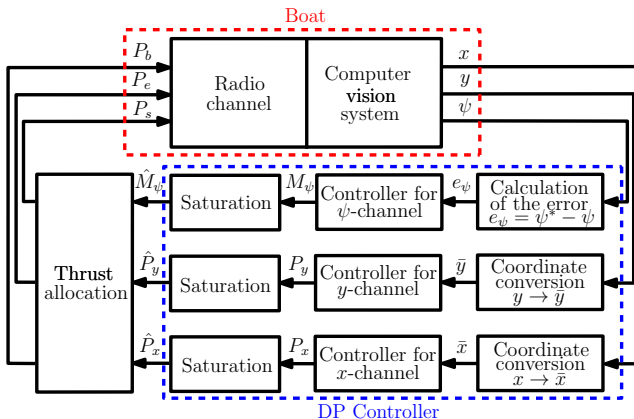 Boat
P_b
P_e
P_s
Radio
channel
Computer
vision
system
x
y
ψ
M̂_ψ
Saturation
M_ψ
Controller for
ψ-channel
e_ψ
Calculation
of the error
e_ψ = ψ* − ψ
Thrust
allocation
P̂_y
Saturation
P_y
Controller for
y-channel
ȳ
Coordinate
conversion
y → ȳ
P̂_x
Saturation
P_x
Controller for
x-channel
x̄
Coordinate
conversion
x → x̄
DP Controller